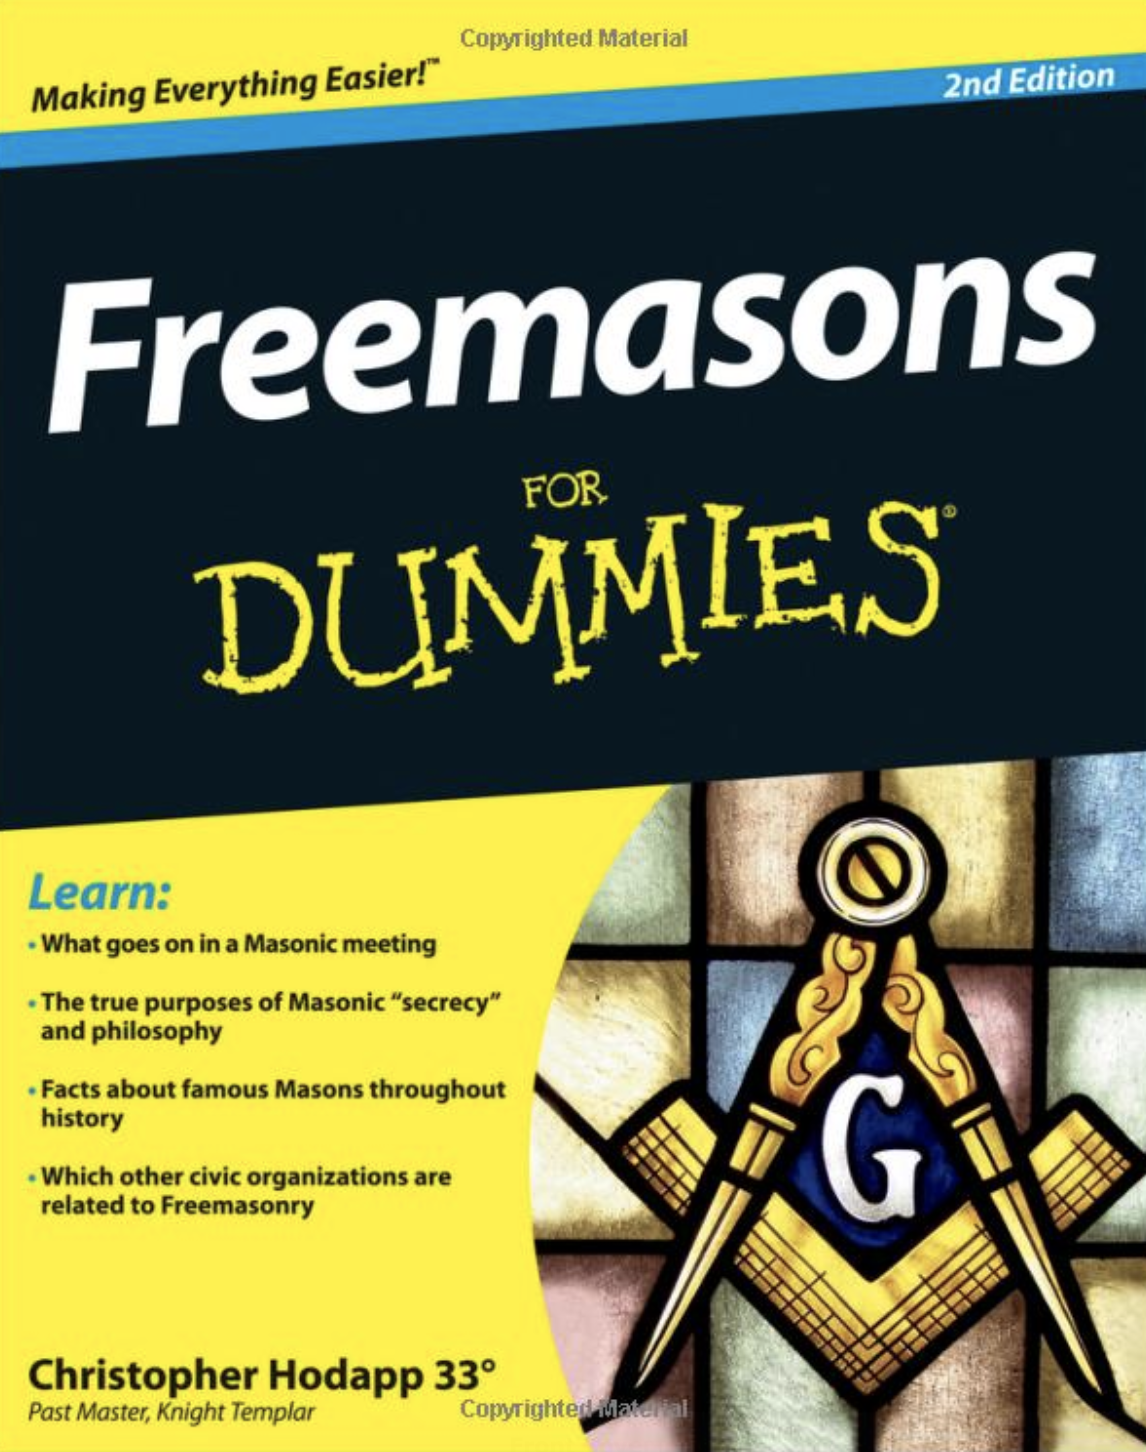 Copyrighted Material
Making Everything Easier!™
2nd Edition
Freemasons
FOR
DUMMIES®
Learn:
• What goes on in a Masonic meeting
• The true purposes of Masonic “secrecy”
and philosophy
• Facts about famous Masons throughout
history
• Which other civic organizations are
related to Freemasonry
G
Christopher Hodapp 33°
Past Master, Knight Templar
Copyrighted Material